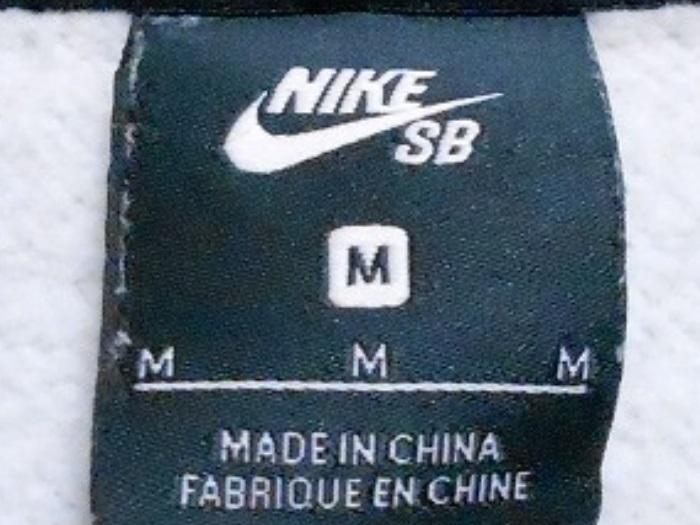 NIKE
SB
M
M M M
MADE IN CHINA
FABRIQUE EN CHINE